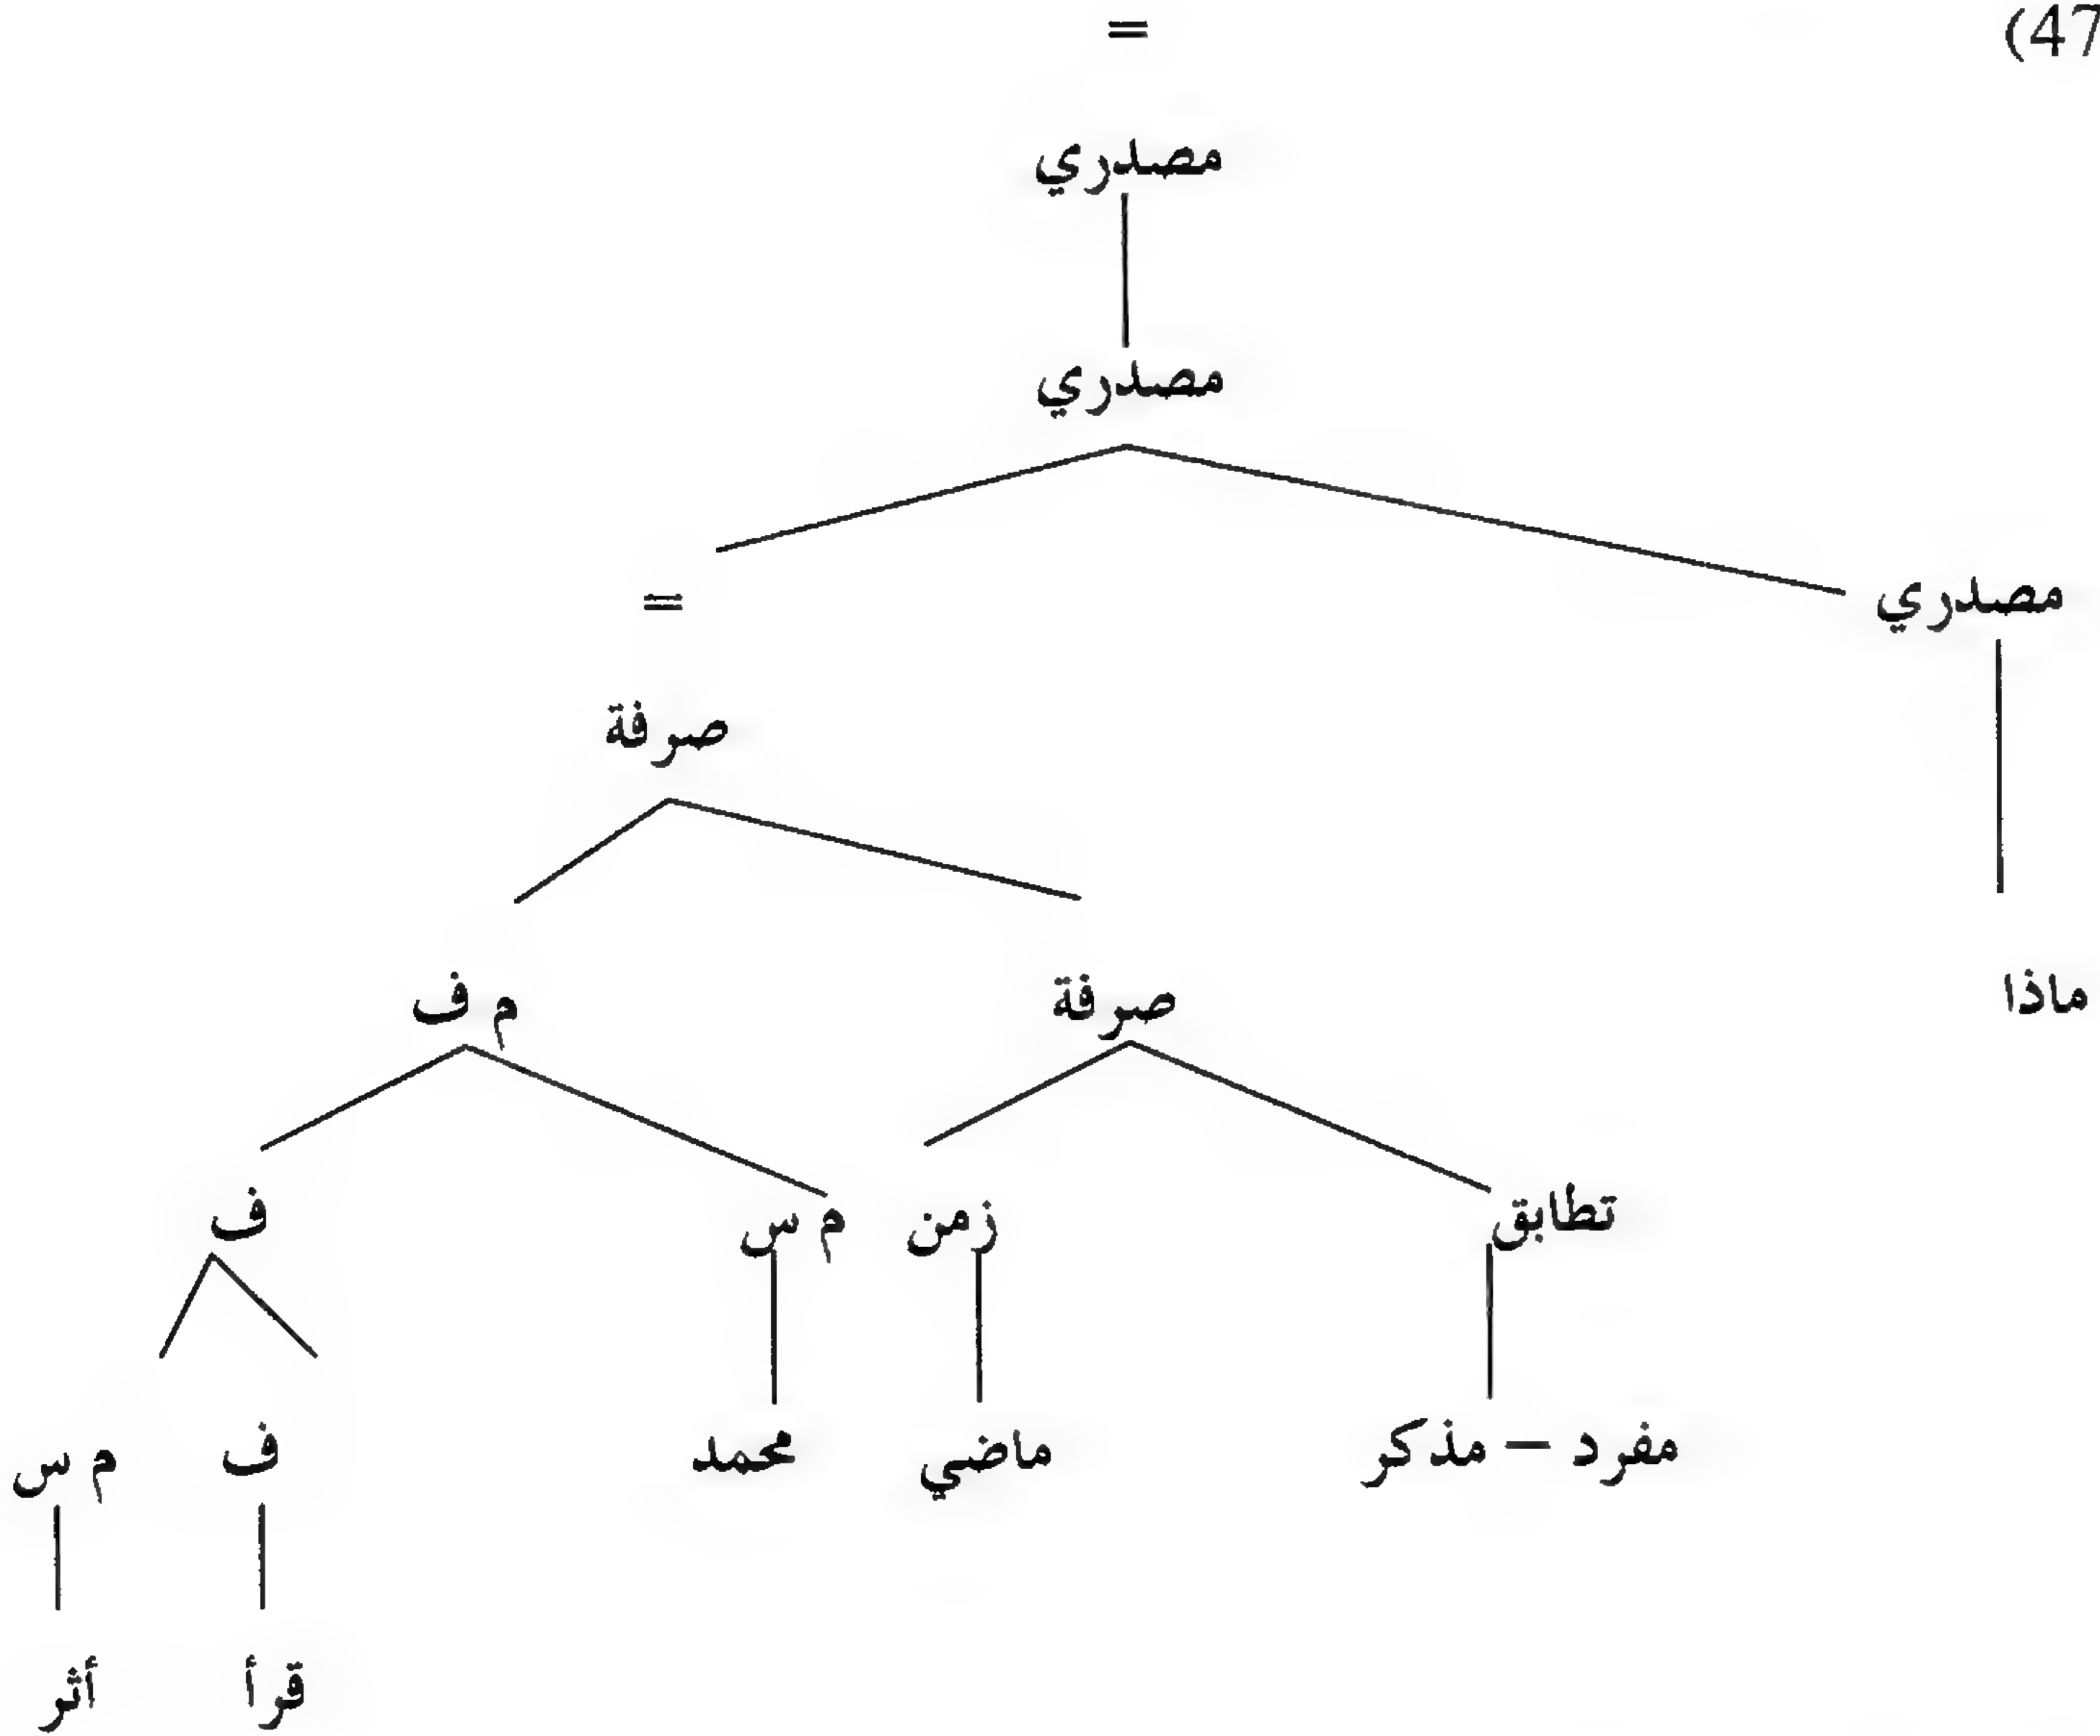 (47 =
مصدري
مصدري
= مصدري
صرفة
ماذا صرفة م ف
تطابق زمن م س ف
مفرد – مذكر ماضي محمد ف م س
قرأ أثر